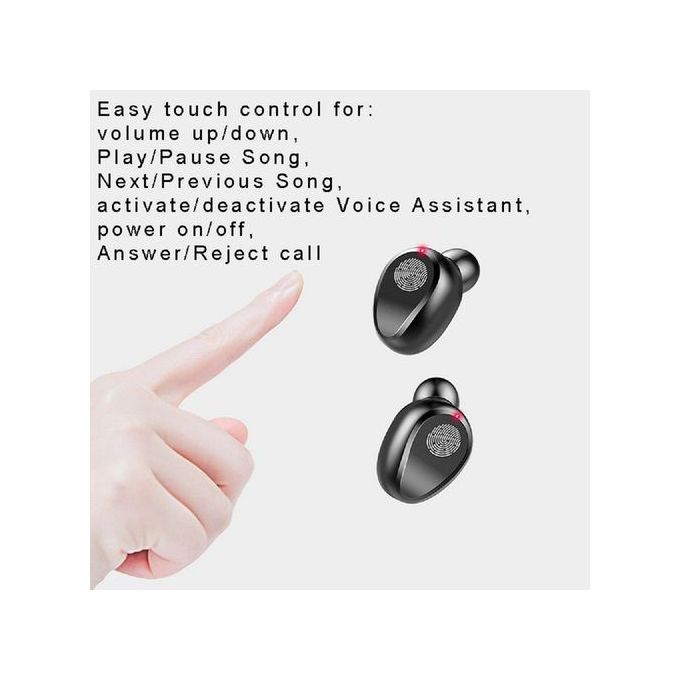 Easy touch control for:
volume up/down,
Play/Pause Song,
Next/Previous Song,
activate/deactivate Voice Assistant,
power on/off,
Answer/Reject call